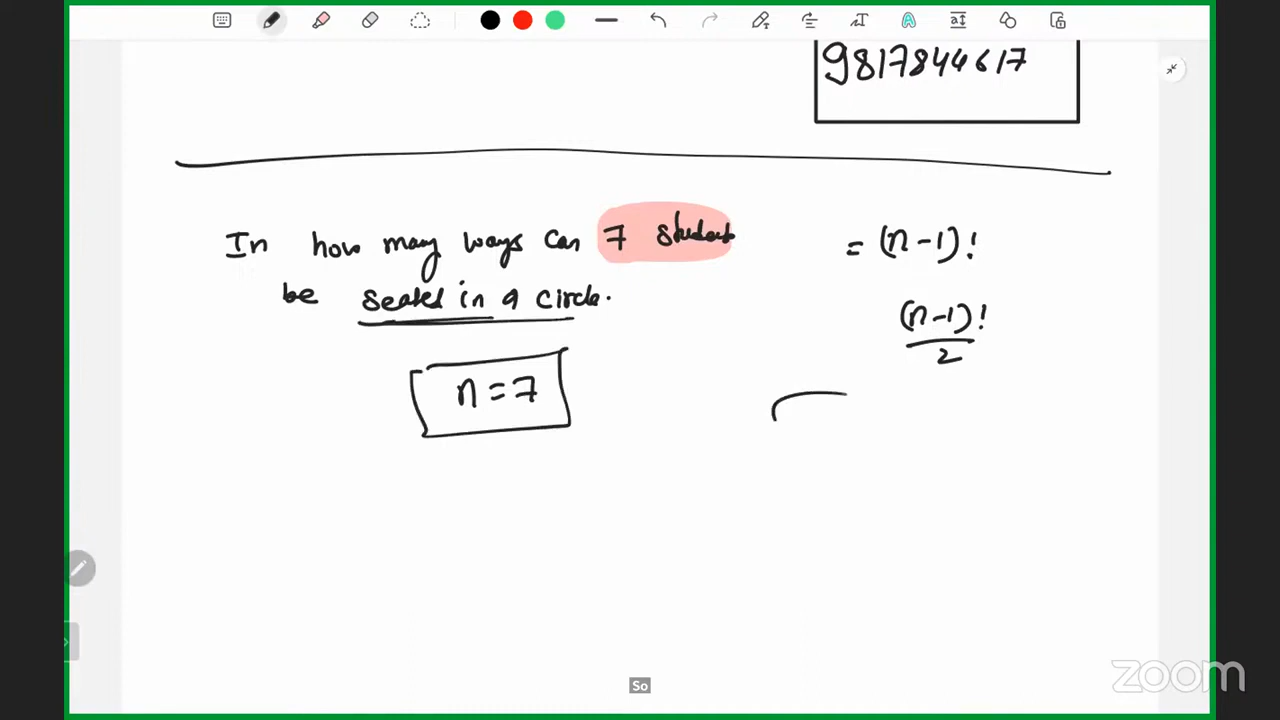 9817844617
In how many ways can 7 student
be seated in a circle.
= (n-1)!
(n-1)!
2
n=7
So
zoom